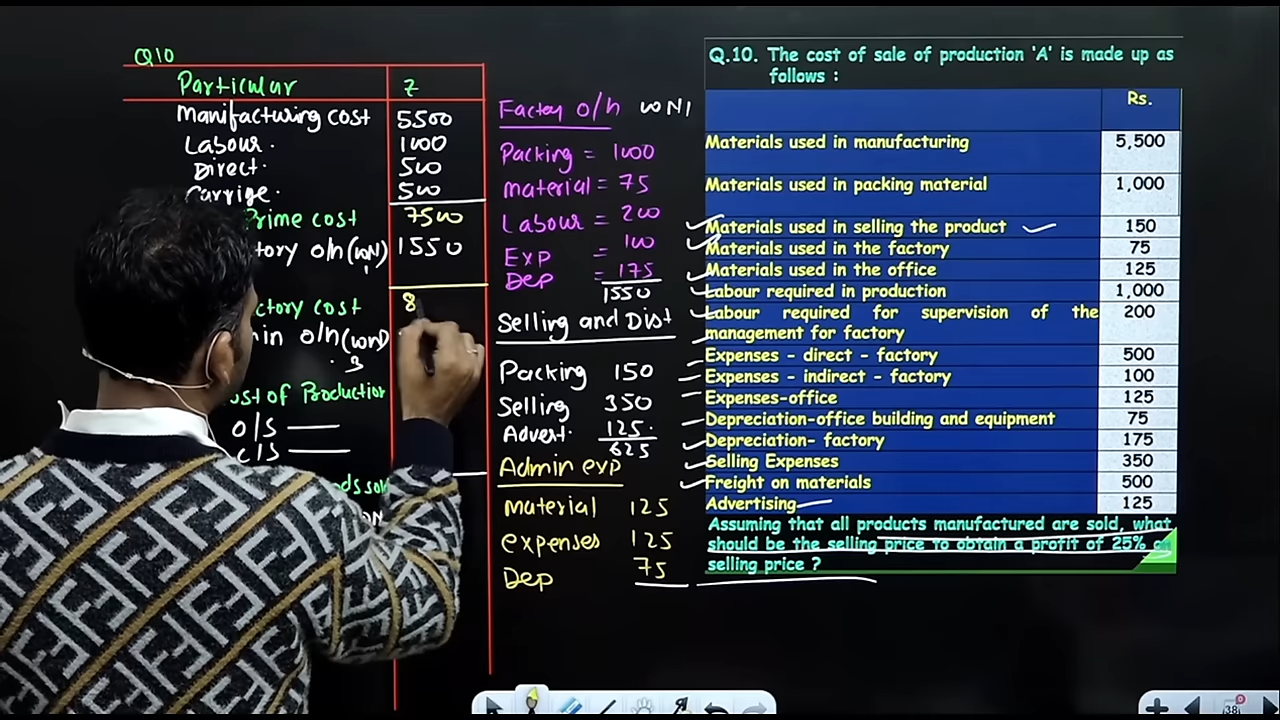 Q10
Particular ₹
Manifacturing cost 5500
Labour. 1000
Direct. 500
Carrige. 500
Prime cost 7500
tory o/h (WN1) 1550
ctory cost 8
min o/h (WN) 3
ost of Production
o/s —
c/s —
ds sol
Factory o/h WN1
Packing = 1000
material = 75
Labour = 200
Exp = 100
Dep = 175
1550
Selling and Dist
Packing 150
Selling 350
Advert. 125.
625
Admin exp
material 125
expenses 125
Dep 75
Q.10. The cost of sale of production 'A' is made up as
follows :
Rs.
Materials used in manufacturing 5,500
Materials used in packing material 1,000
Materials used in selling the product 150
Materials used in the factory 75
Materials used in the office 125
Labour required in production 1,000
Labour required for supervision of the 200
management for factory
Expenses - direct - factory 500
Expenses - indirect - factory 100
Expenses-office 125
Depreciation-office building and equipment 75
Depreciation- factory 175
Selling Expenses 350
Freight on materials 500
Advertising 125
Assuming that all products manufactured are sold, what
should be the selling price to obtain a profit of 25% on
selling price ?
38